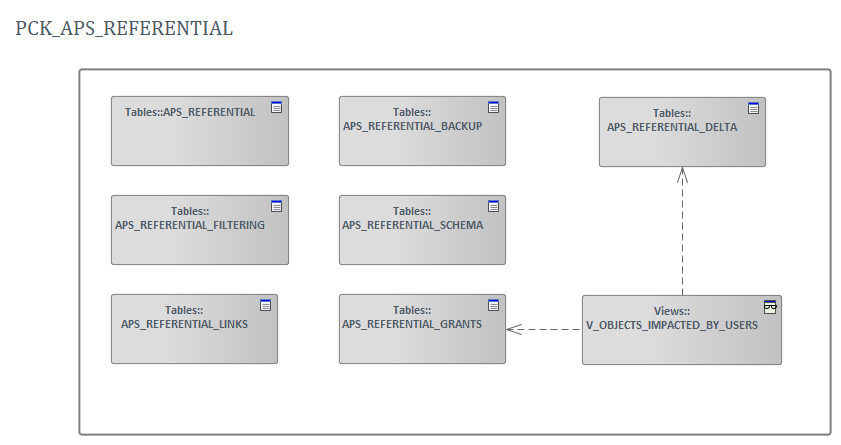 PCK_APS_REFERENTIAL
Tables::APS_REFERENTIAL
Tables::
APS_REFERENTIAL_BACKUP
Tables::
APS_REFERENTIAL_DELTA
Tables::
APS_REFERENTIAL_FILTERING
Tables::
APS_REFERENTIAL_SCHEMA
Tables::
APS_REFERENTIAL_LINKS
Tables::
APS_REFERENTIAL_GRANTS
Views::
V_OBJECTS_IMPACTED_BY_USERS